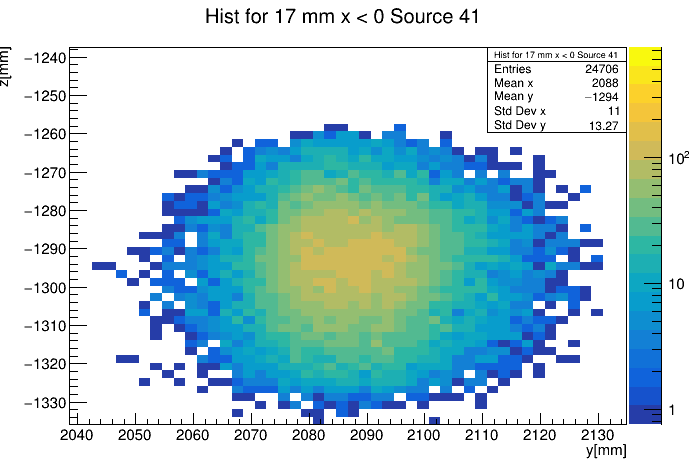 Hist for 17 mm x < 0 Source 41
z[mm]
Hist for 17 mm x < 0 Source 41
Entries 24706
Mean x 2088
Mean y −1294
Std Dev x 11
Std Dev y 13.27
−1240
−1250
−1260
−1270
−1280
−1290
−1300
−1310
−1320
−1330
10²
10
1
2040 2050 2060 2070 2080 2090 2100 2110 2120 2130
y[mm]